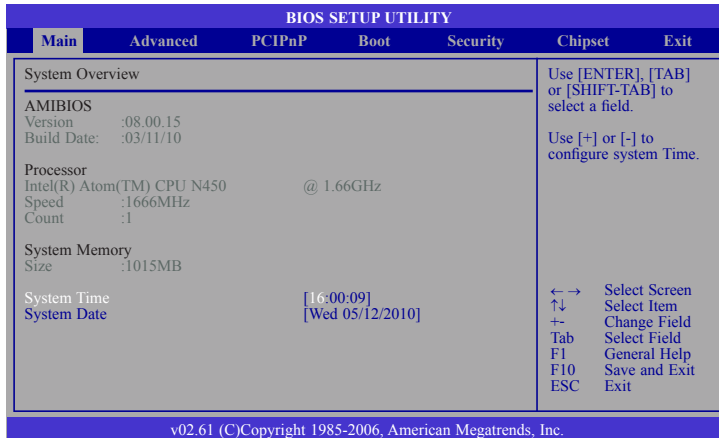 BIOS SETUP UTILITY
Main Advanced PCIPnP Boot Security Chipset Exit
System Overview
AMIBIOS
Version :08.00.15
Build Date: :03/11/10
Processor
Intel(R) Atom(TM) CPU N450 @ 1.66GHz
Speed :1666MHz
Count :1
System Memory
Size :1015MB
System Time [16:00:09]
System Date [Wed 05/12/2010]
Use [ENTER], [TAB]
or [SHIFT-TAB] to
select a field.
Use [+] or [-] to
configure system Time.
← → Select Screen
↑↓ Select Item
+- Change Field
Tab Select Field
F1 General Help
F10 Save and Exit
ESC Exit
v02.61 (C)Copyright 1985-2006, American Megatrends, Inc.